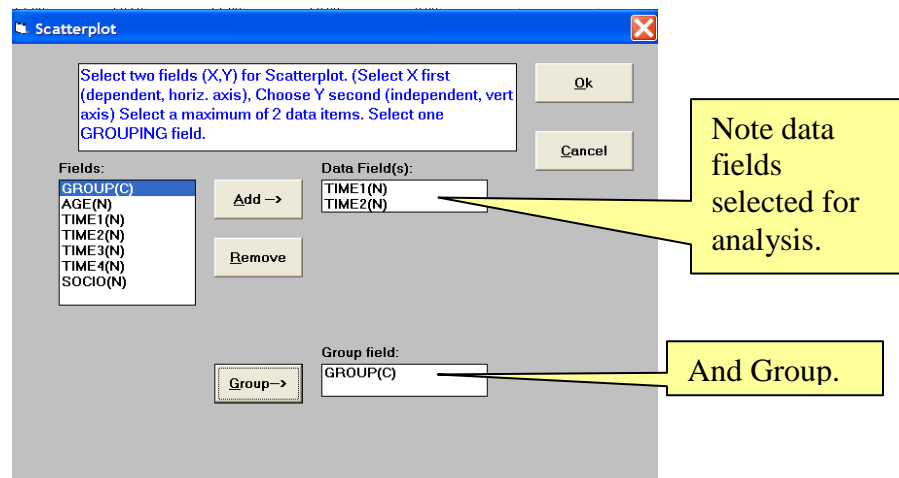 Scatterplot
Select two fields (X,Y) for Scatterplot. (Select X first
(dependent, horiz. axis), Choose Y second (independent, vert
axis) Select a maximum of 2 data items. Select one
GROUPING field.
Ok
Cancel
Fields:
GROUP(C)
AGE(N)
TIME1(N)
TIME2(N)
TIME3(N)
TIME4(N)
SOCIO(N)
Add -->
Remove
Data Field(s):
TIME1(N)
TIME2(N)
Note data
fields
selected for
analysis.
Group-->
Group field:
GROUP(C)
And Group.